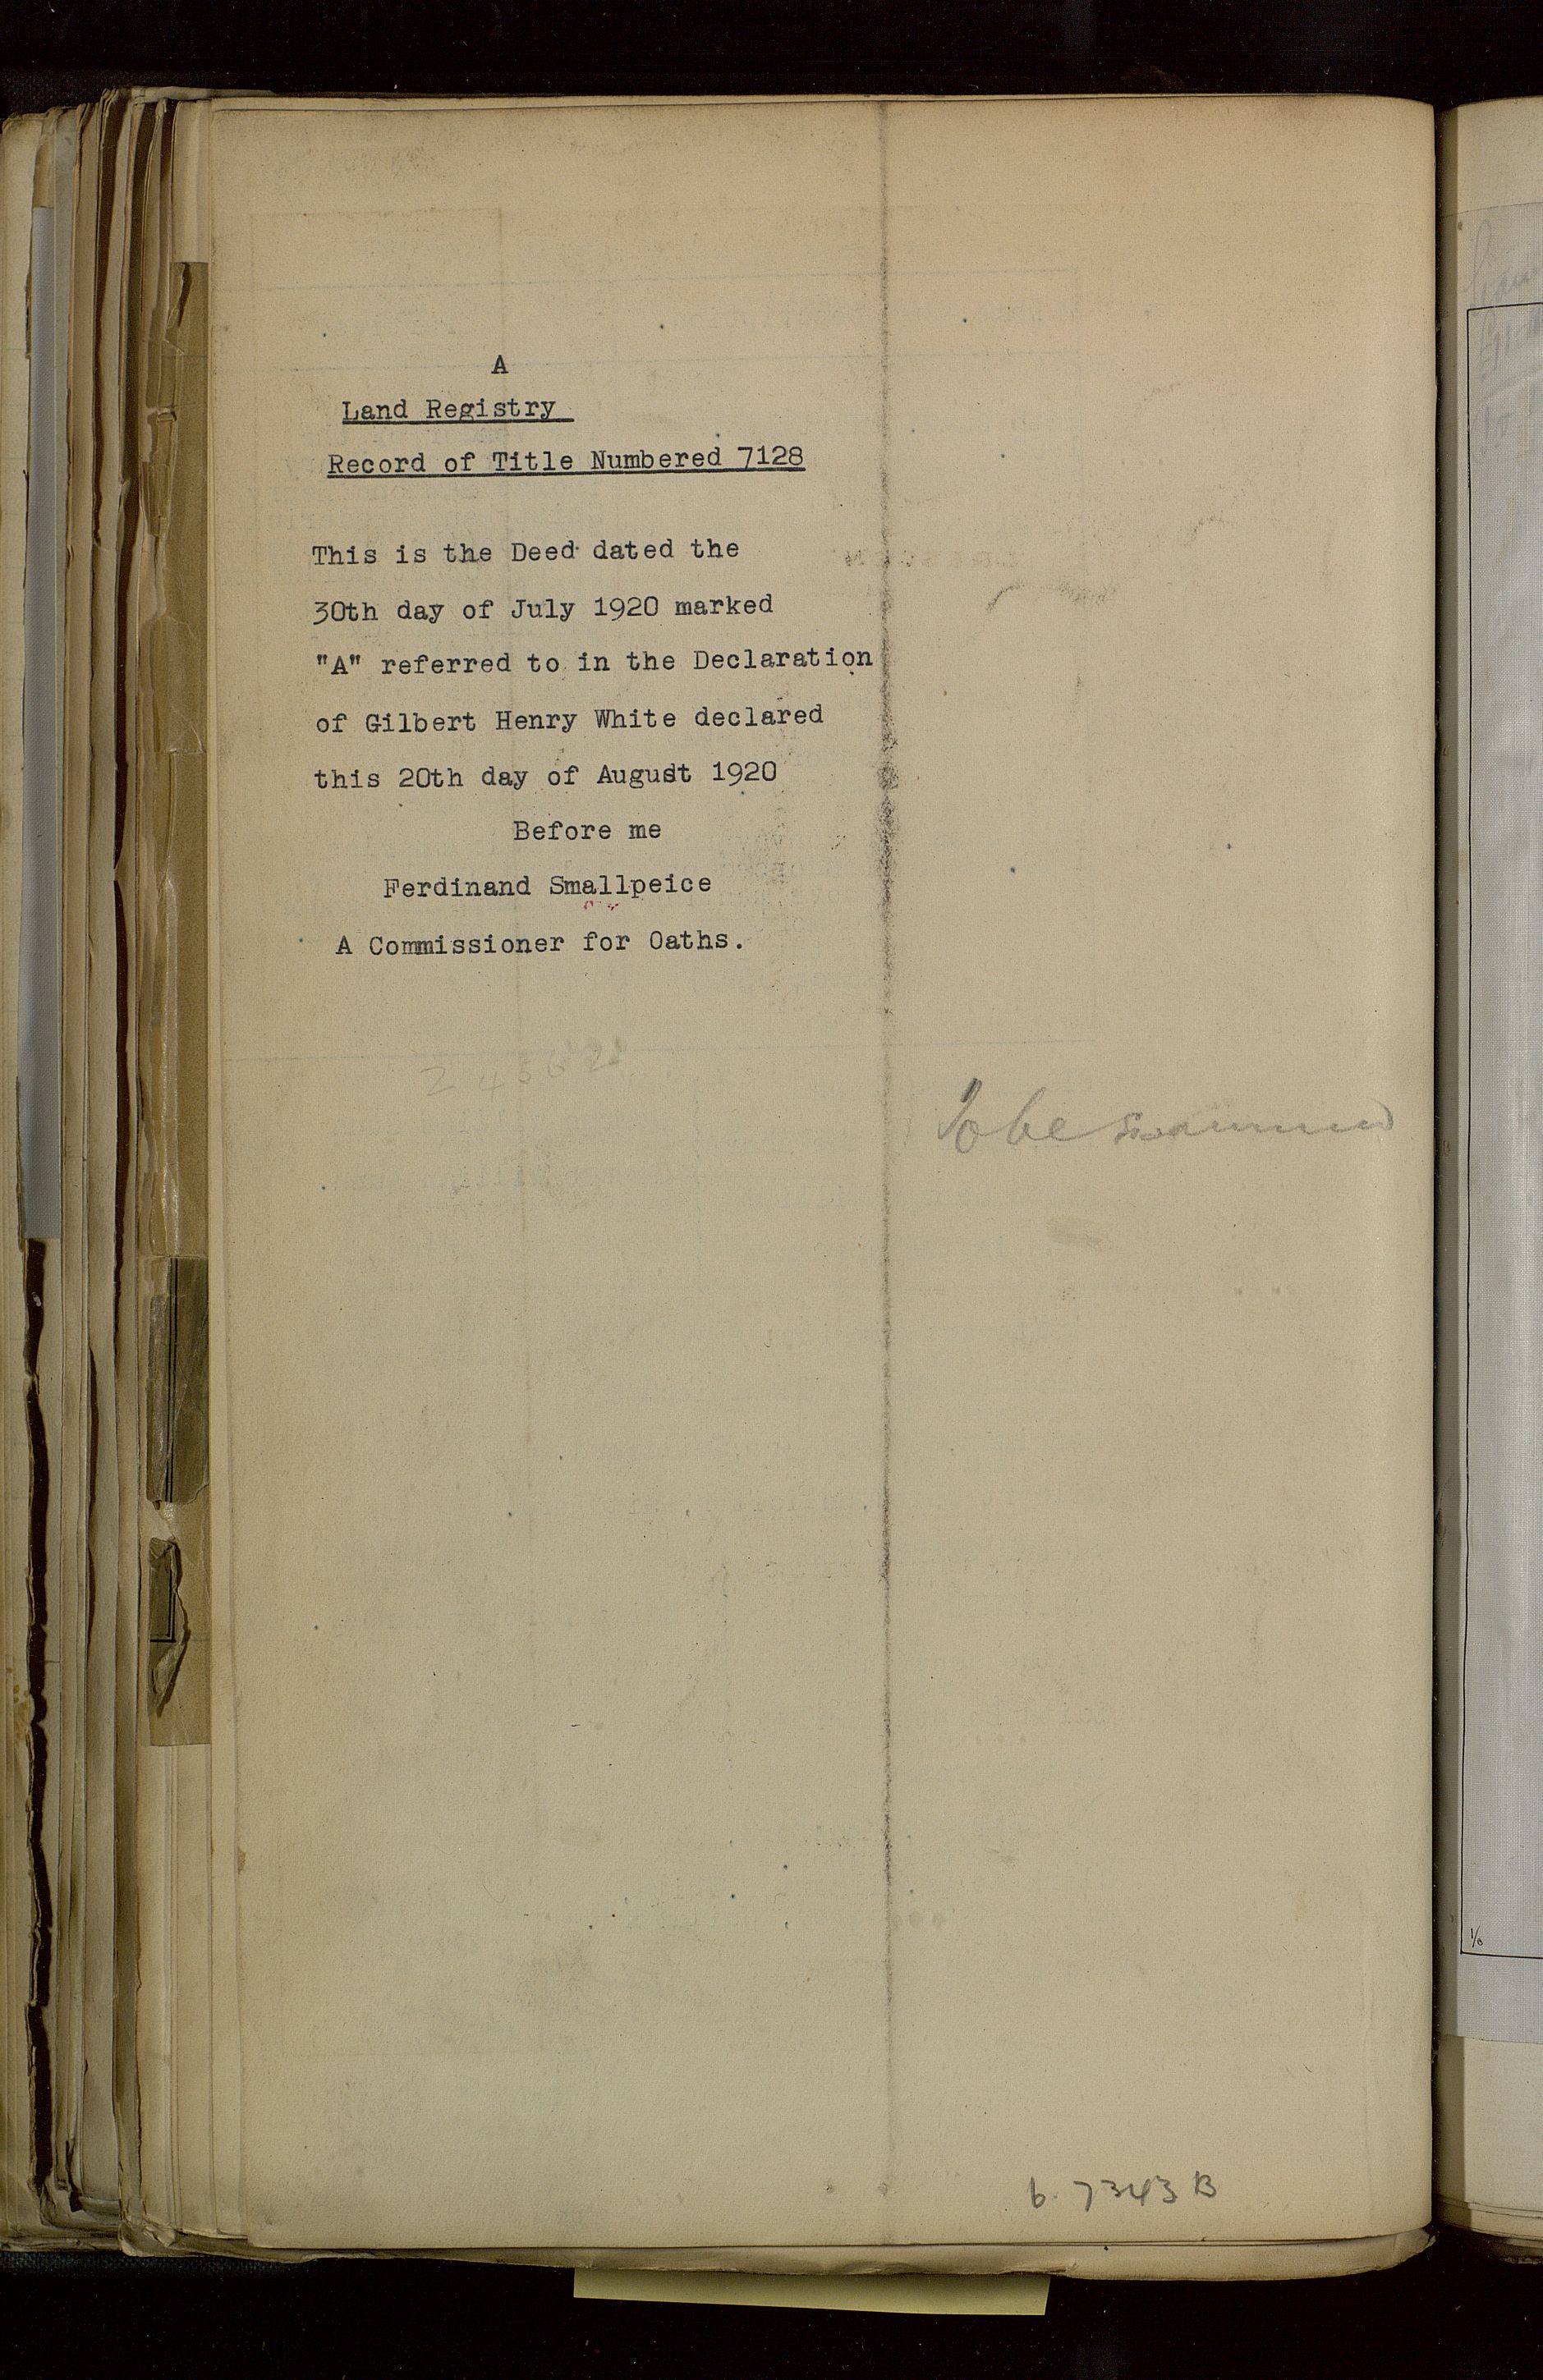 A
Land Registry
Record of Title Numbered 7128
This is the Deed dated the
30th day of July 1920 marked
"A" referred to in the Declaration
of Gilbert Henry White declared
this 20th day of August 1920
Before me
Ferdinand Smallpeice
A Commissioner for Oaths.
To be
6.7343B